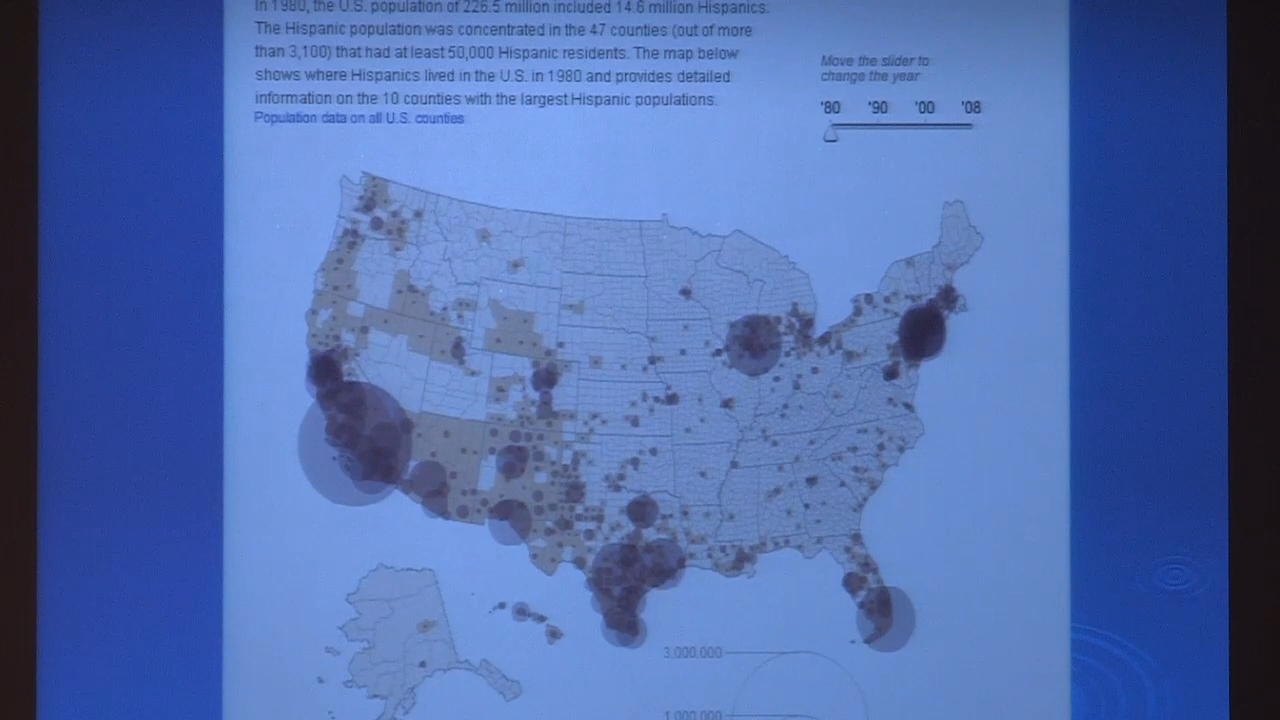 In 1980, the U.S. population of 226.5 million included 14.6 million Hispanics.
The Hispanic population was concentrated in the 47 counties (out of more
than 3,100) that had at least 50,000 Hispanic residents. The map below
shows where Hispanics lived in the U.S. in 1980 and provides detailed
information on the 10 counties with the largest Hispanic populations.
Population data on all U.S. counties
Move the slider to
change the year
'80 '90 '00 '08
3,000,000
1,000,000